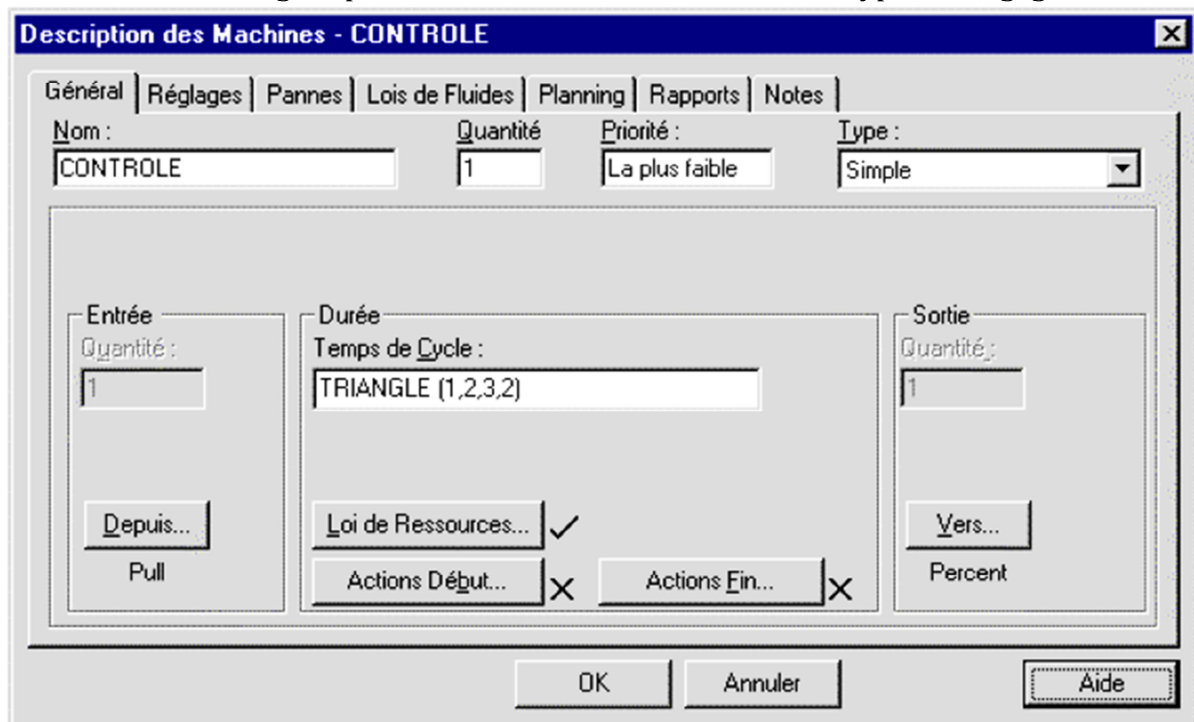 Description des Machines - CONTROLE
Général Réglages Pannes Lois de Fluides Planning Rapports Notes
Nom : Quantité Priorité : Type :
CONTROLE 1 La plus faible Simple
Entrée Durée Sortie
Quantité : Temps de Cycle : Quantité :
1 TRIANGLE (1,2,3,2) 1
Depuis... Loi de Ressources... Vers...
Pull Actions Début... Actions Fin... Percent
OK Annuler Aide